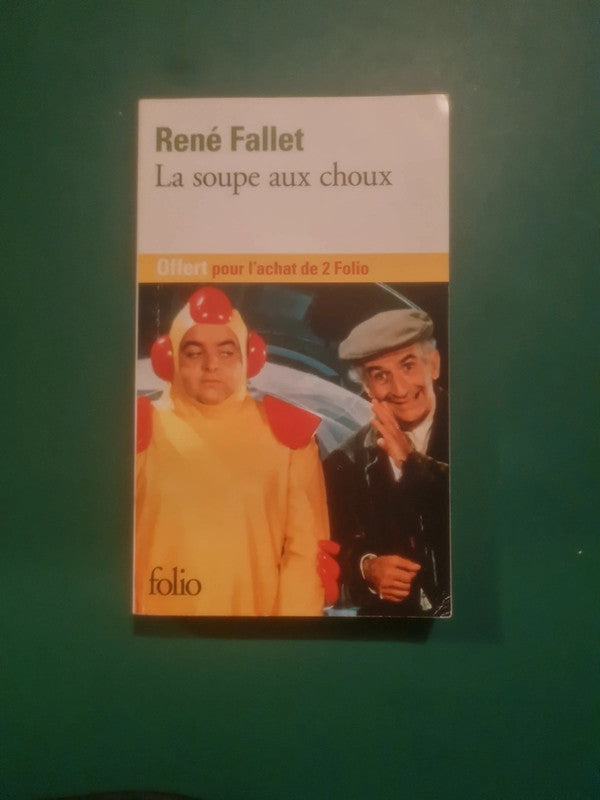 René Fallet
La soupe aux choux
Offert pour l'achat de 2 Folio
folio